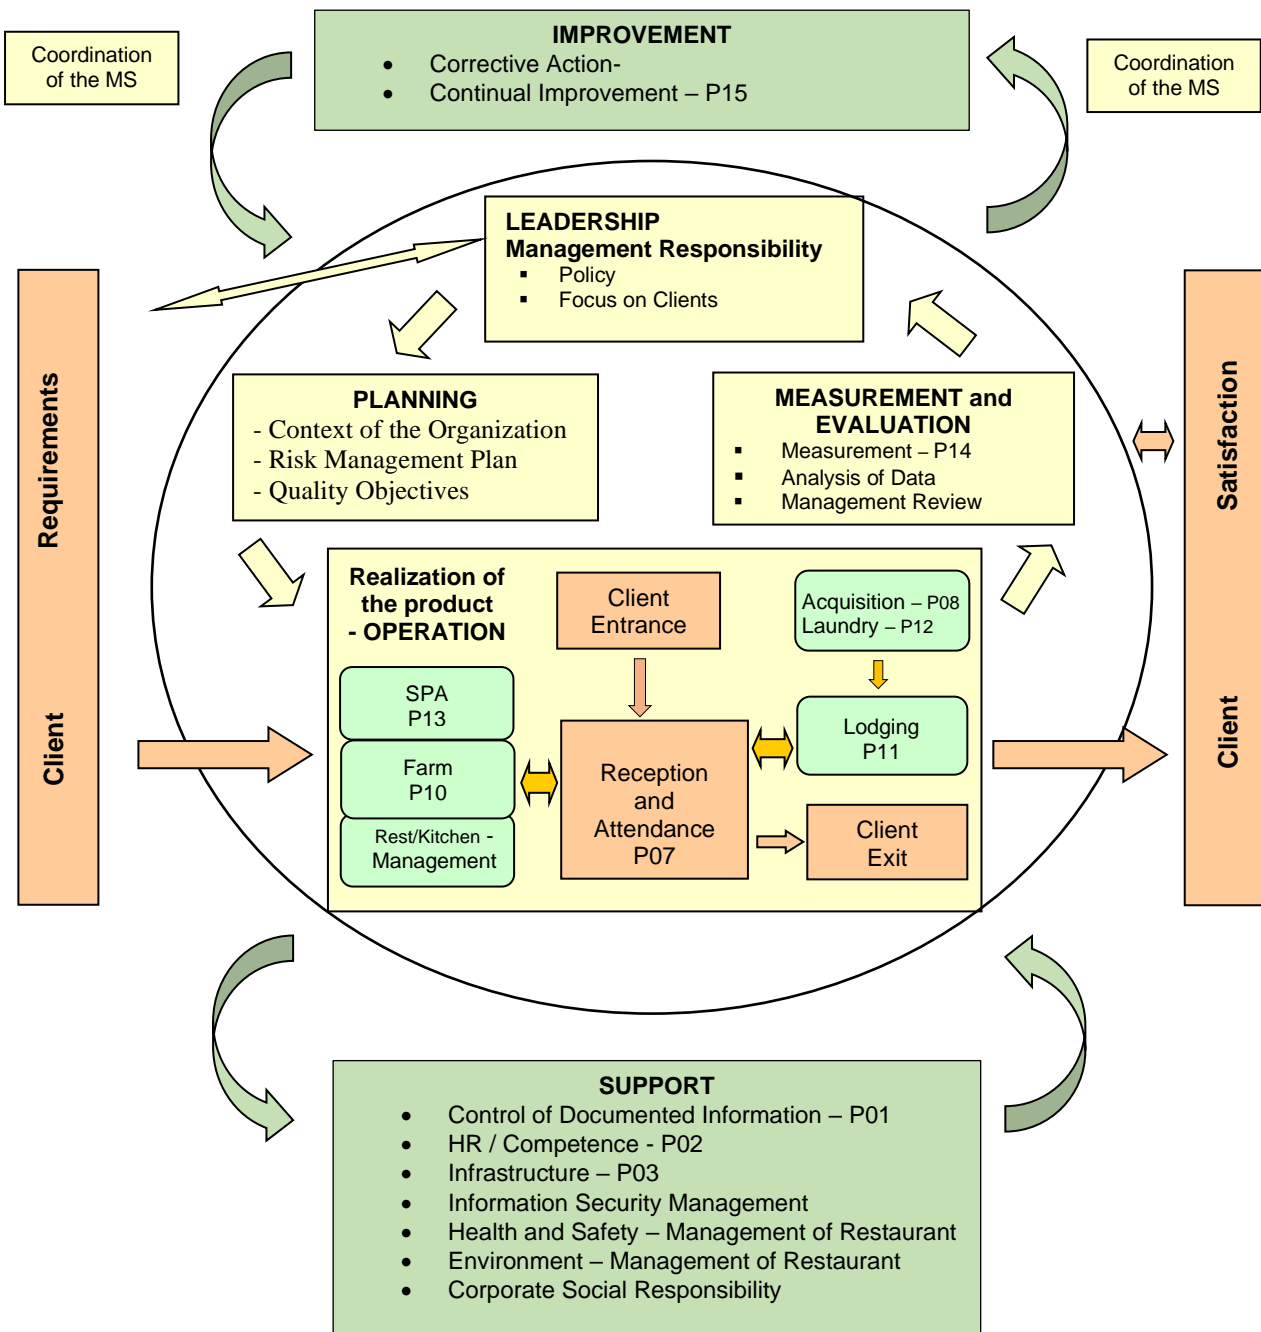 IMPROVEMENT
• Corrective Action-
• Continual Improvement – P15
Coordination
of the MS
Coordination
of the MS
LEADERSHIP
Management Responsibility
▪ Policy
▪ Focus on Clients
PLANNING
- Context of the Organization
- Risk Management Plan
- Quality Objectives
MEASUREMENT and
EVALUATION
▪ Measurement – P14
▪ Analysis of Data
▪ Management Review
Client Requirements
Client Satisfaction
Realization of
the product
- OPERATION
Client
Entrance
Acquisition – P08
Laundry – P12
SPA
P13
Farm
P10
Rest/Kitchen -
Management
Reception
and
Attendance
P07
Lodging
P11
Client
Exit
SUPPORT
• Control of Documented Information – P01
• HR / Competence - P02
• Infrastructure – P03
• Information Security Management
• Health and Safety – Management of Restaurant
• Environment – Management of Restaurant
• Corporate Social Responsibility